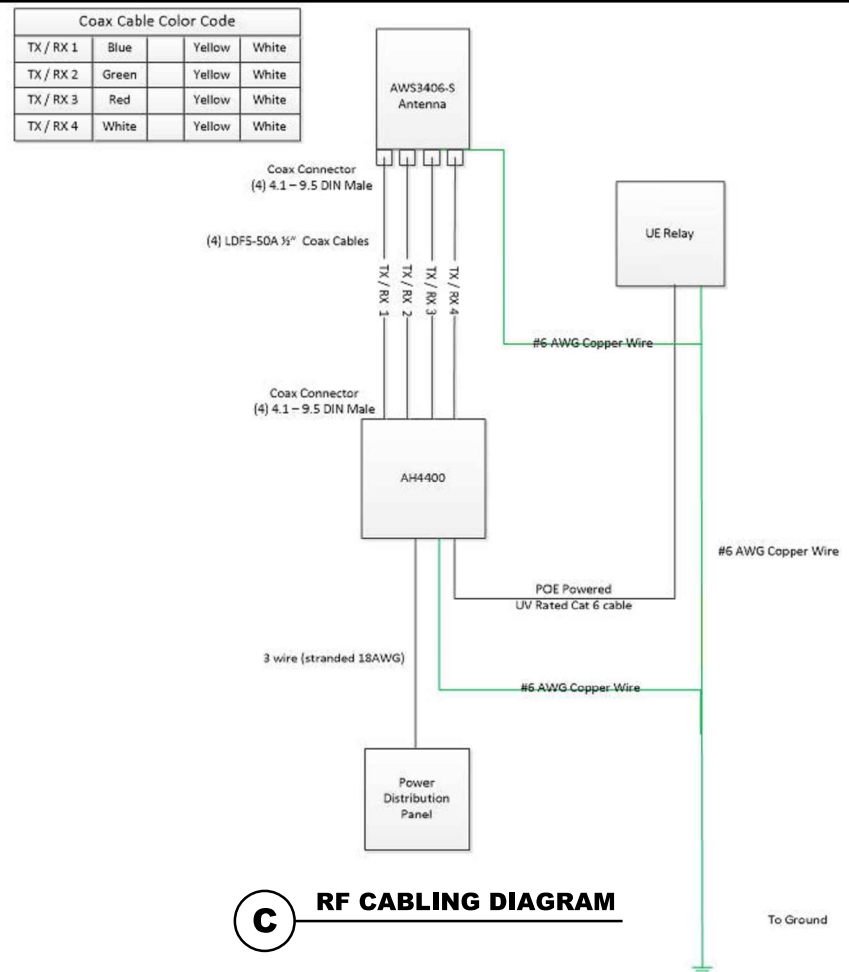 Coax Cable Color Code
TX / RX 1 Blue Yellow White
TX / RX 2 Green Yellow White
TX / RX 3 Red Yellow White
TX / RX 4 White Yellow White
AWS3406-S
Antenna
Coax Connector
(4) 4.1 – 9.5 DIN Male
UE Relay
(4) LDF5-50A ½" Coax Cables
TX / RX 1
TX / RX 2
TX / RX 3
TX / RX 4
#6 AWG Copper Wire
Coax Connector
(4) 4.1 – 9.5 DIN Male
AH4400
#6 AWG Copper Wire
POE Powered
UV Rated Cat 6 cable
3 wire (stranded 18AWG)
#6 AWG Copper Wire
Power
Distribution
Panel
C RF CABLING DIAGRAM
To Ground